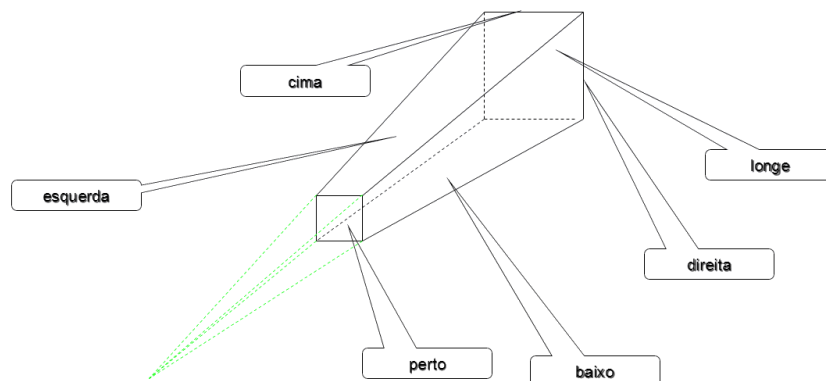 cima
longe
esquerda
direita
perto
baixo